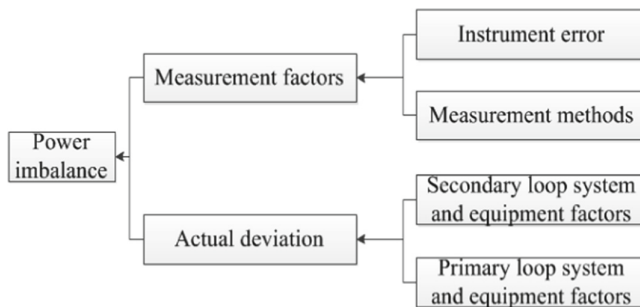 Instrument error
Measurement factors
Measurement methods
Power
imbalance
Secondary loop system
and equipment factors
Actual deviation
Primary loop system
and equipment factors